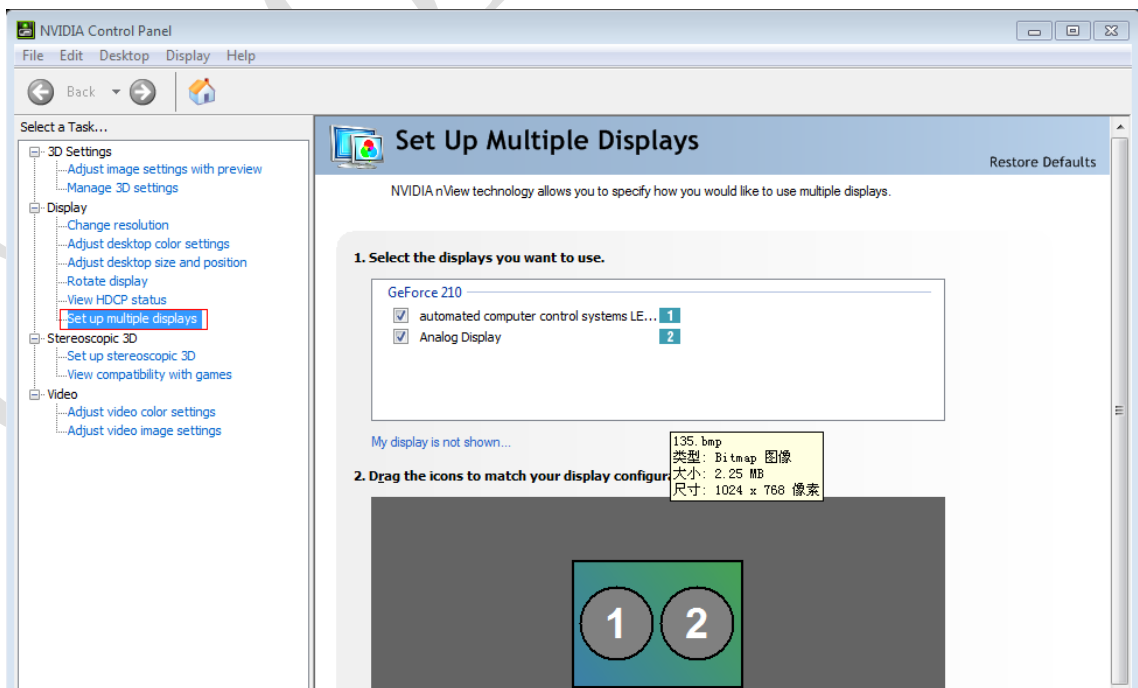 NVIDIA Control Panel
File Edit Desktop Display Help
Back
Select a Task...
3D Settings
Adjust image settings with preview
Manage 3D settings
Display
Change resolution
Adjust desktop color settings
Adjust desktop size and position
Rotate display
View HDCP status
Set up multiple displays
Stereoscopic 3D
Set up stereoscopic 3D
View compatibility with games
Video
Adjust video color settings
Adjust video image settings
Set Up Multiple Displays
Restore Defaults
NVIDIA nView technology allows you to specify how you would like to use multiple displays.
1. Select the displays you want to use.
GeForce 210
automated computer control systems LE... 1
Analog Display 2
My display is not shown...
135.bmp
类型: Bitmap 图像
大小: 2.25 MB
尺寸: 1024 x 768 像素
2. Drag the icons to match your display configur
1 2